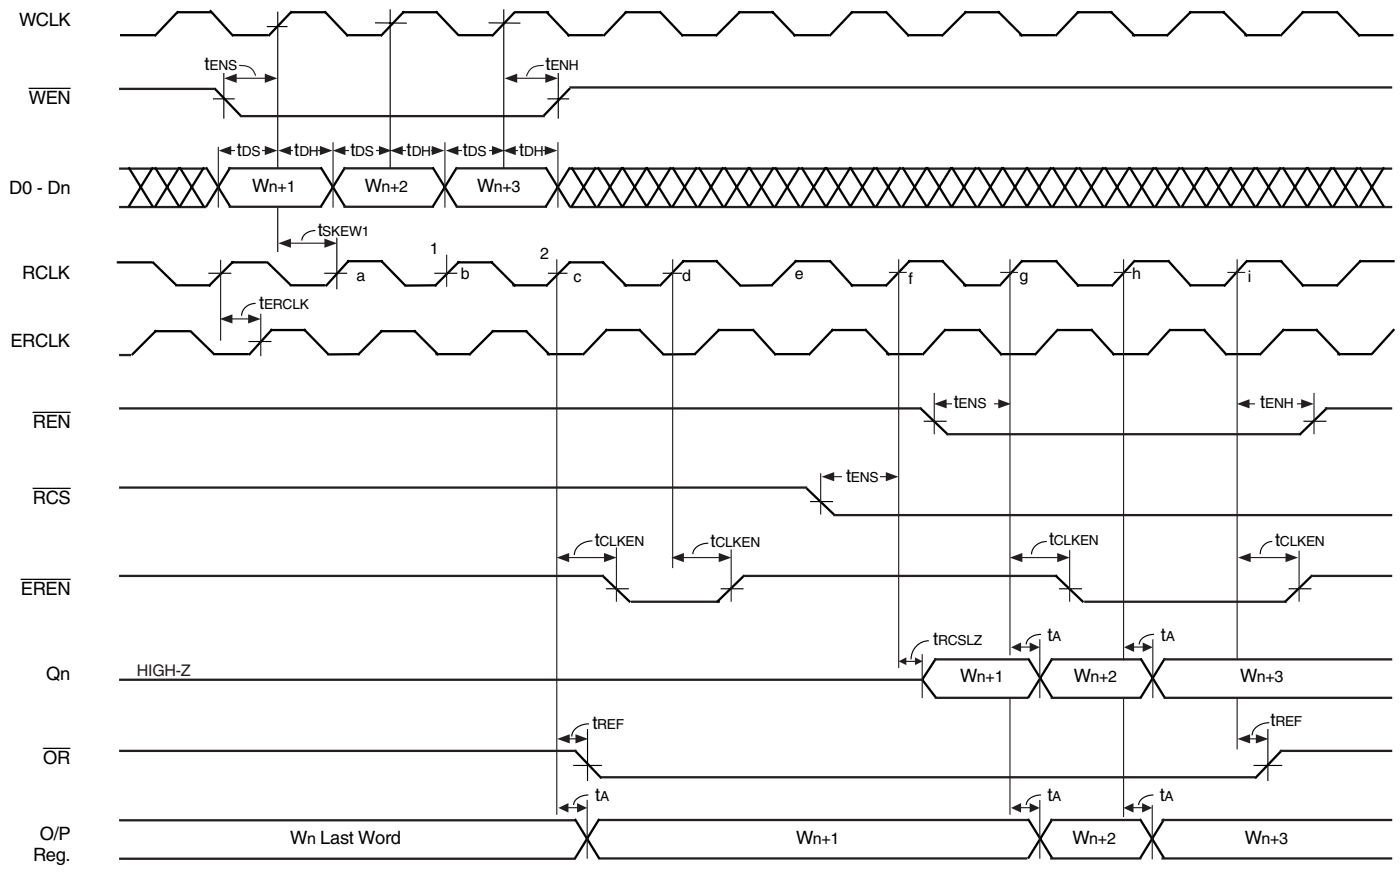 WCLK
tENS
tENH
WEN
tDS tDH tDS tDH tDS tDH
D0 - Dn
Wn+1 Wn+2 Wn+3
tSKEW1
1 2
RCLK
a b c d e f g h i
tERCLK
ERCLK
REN
tENS
tENH
RCS
tENS
tCLKEN tCLKEN tCLKEN tCLKEN
EREN
tRCSLZ tA tA
Qn
HIGH-Z
Wn+1 Wn+2 Wn+3
tREF tREF
OR
tA tA tA
O/P
Reg.
Wn Last Word Wn+1 Wn+2 Wn+3